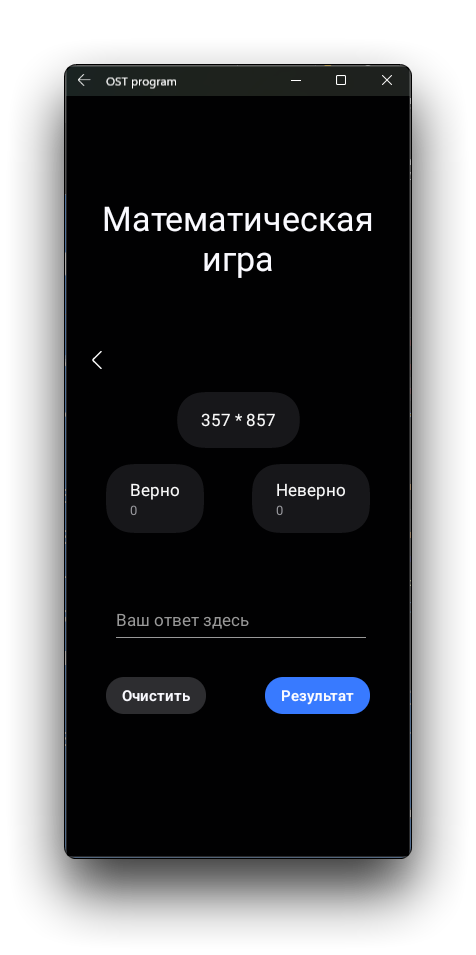 OST program
Математическая
игра
357 * 857
Верно
0
Неверно
0
Ваш ответ здесь
Очистить
Результат